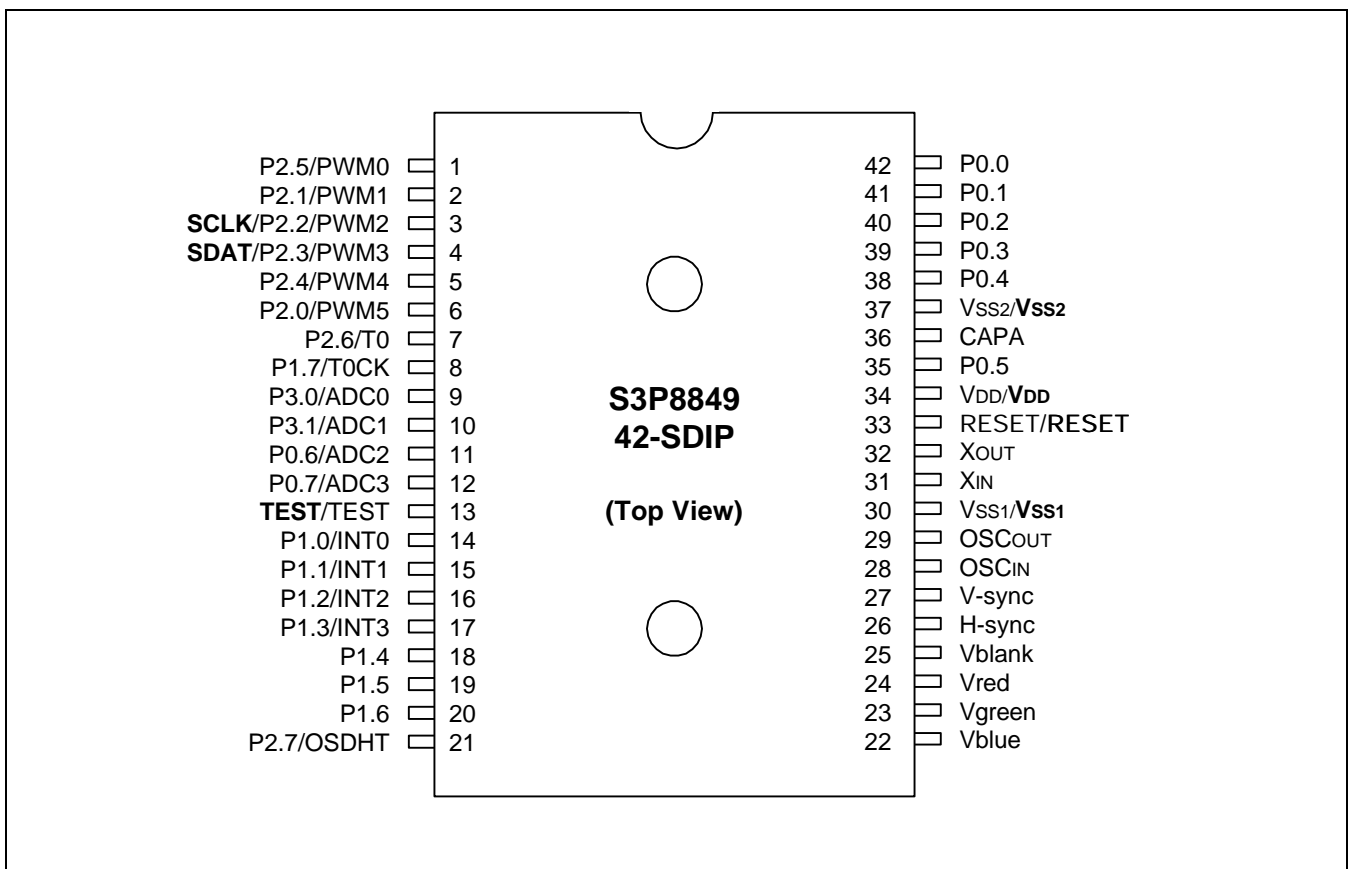 P2.5/PWM0 1
P2.1/PWM1 2
SCLK/P2.2/PWM2 3
SDAT/P2.3/PWM3 4
P2.4/PWM4 5
P2.0/PWM5 6
P2.6/T0 7
P1.7/T0CK 8
P3.0/ADC0 9
P3.1/ADC1 10
P0.6/ADC2 11
P0.7/ADC3 12
TEST/TEST 13
P1.0/INT0 14
P1.1/INT1 15
P1.2/INT2 16
P1.3/INT3 17
P1.4 18
P1.5 19
P1.6 20
P2.7/OSDHT 21
S3P8849
42-SDIP
(Top View)
42 P0.0
41 P0.1
40 P0.2
39 P0.3
38 P0.4
37 VSS2/VSS2
36 CAPA
35 P0.5
34 VDD/VDD
33 RESET/RESET
32 XOUT
31 XIN
30 VSS1/VSS1
29 OSCOUT
28 OSCIN
27 V-sync
26 H-sync
25 Vblank
24 Vred
23 Vgreen
22 Vblue